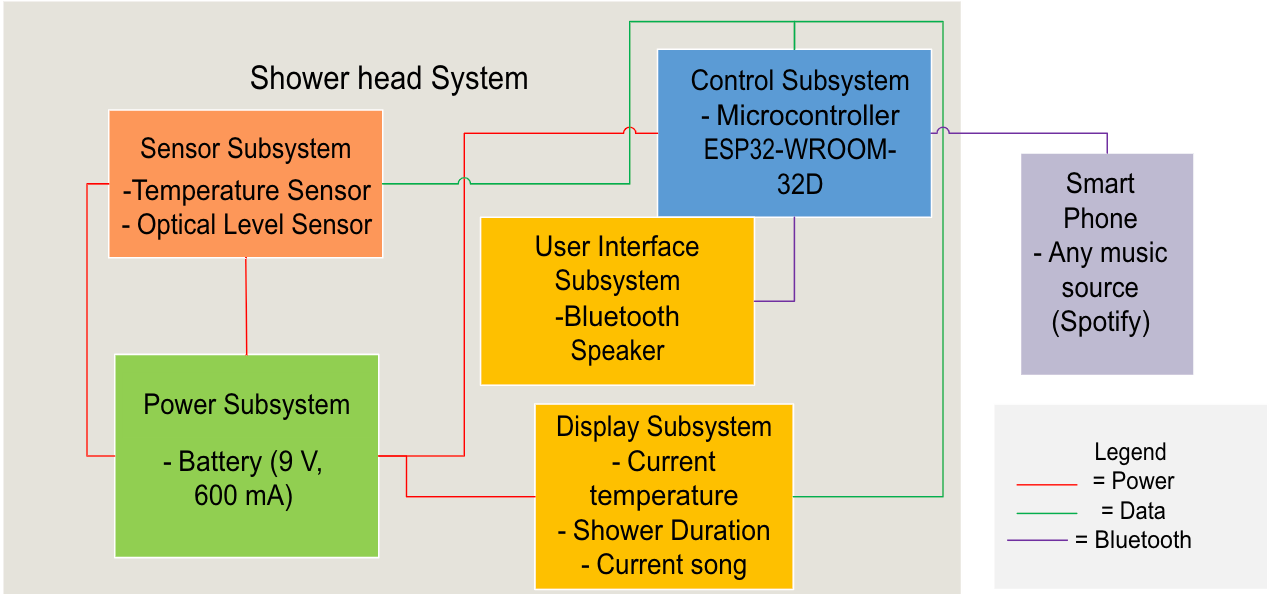 Shower head System
Sensor Subsystem
-Temperature Sensor
- Optical Level Sensor
Control Subsystem
- Microcontroller
ESP32-WROOM-
32D
Smart
Phone
- Any music
source
(Spotify)
User Interface
Subsystem
-Bluetooth
Speaker
Power Subsystem
- Battery (9 V,
600 mA)
Display Subsystem
- Current
temperature
- Shower Duration
- Current song
Legend
= Power
= Data
= Bluetooth